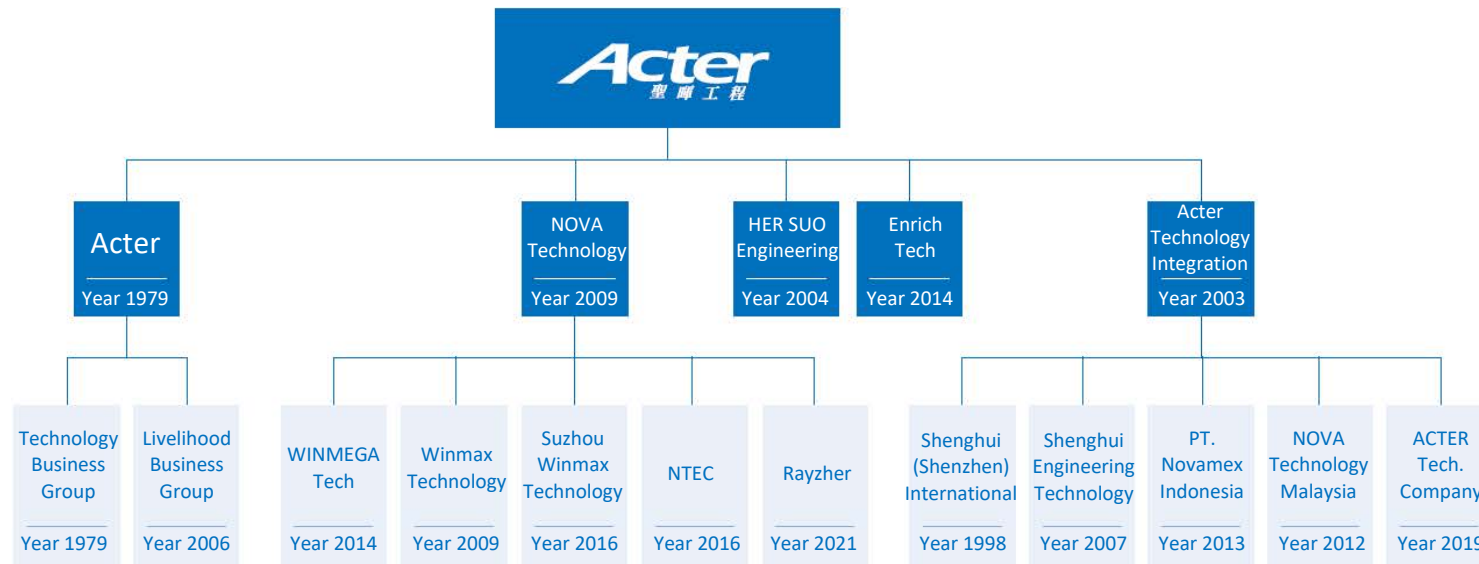 Acter
聖暉工程
Acter
Year 1979
NOVA
Technology
Year 2009
HER SUO
Engineering
Year 2004
Enrich
Tech
Year 2014
Acter
Technology
Integration
Year 2003
Technology
Business
Group
Year 1979
Livelihood
Business
Group
Year 2006
WINMEGA
Tech
Year 2014
Winmax
Technology
Year 2009
Suzhou
Winmax
Technology
Year 2016
NTEC
Year 2016
Rayzher
Year 2021
Shenghui
(Shenzhen)
International
Year 1998
Shenghui
Engineering
Technology
Year 2007
PT.
Novamex
Indonesia
Year 2013
NOVA
Technology
Malaysia
Year 2012
ACTER
Tech.
Company
Year 2019